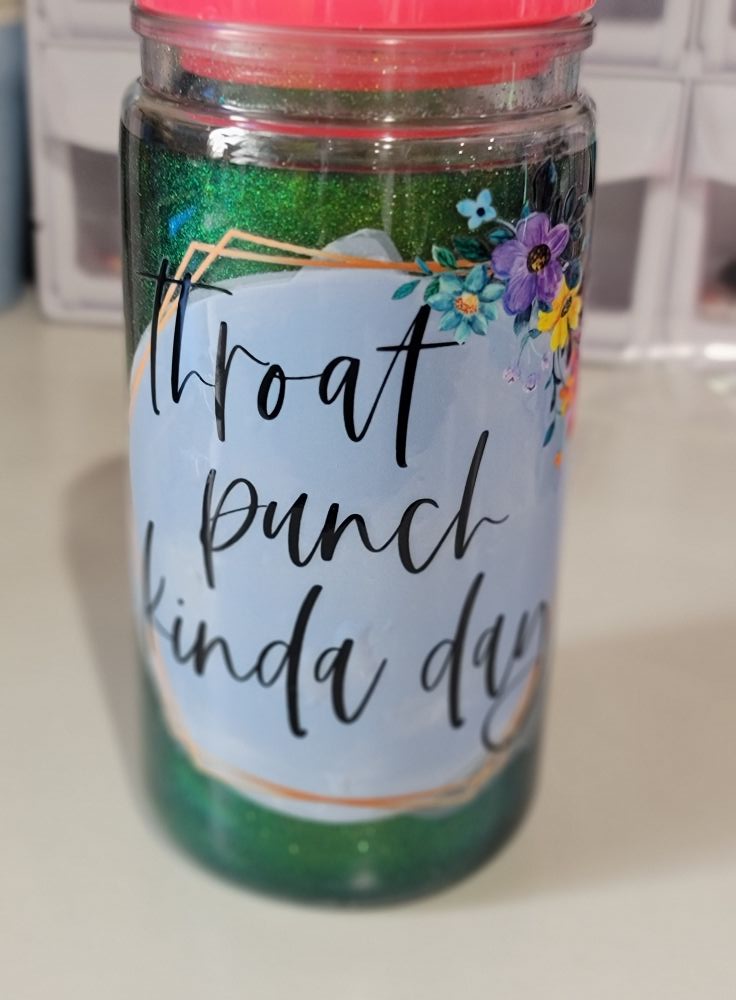 throat
punch
kinda day